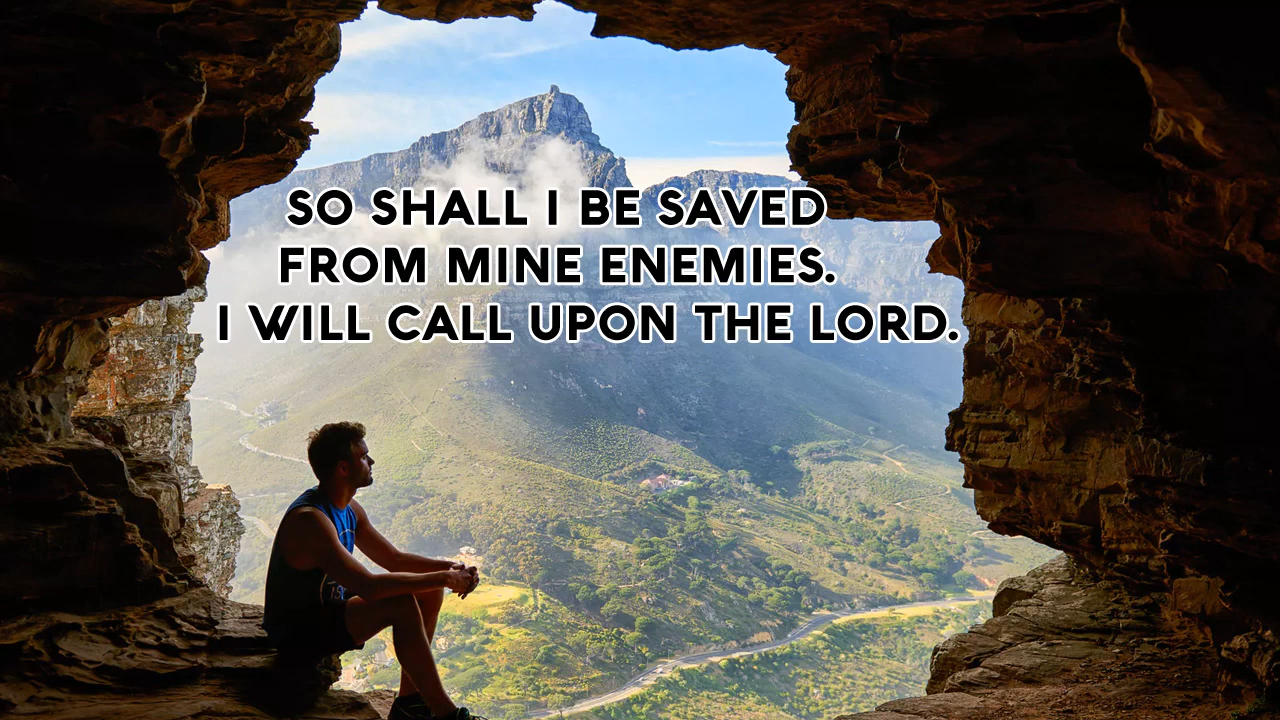 SO SHALL I BE SAVED
FROM MINE ENEMIES.
I WILL CALL UPON THE LORD.